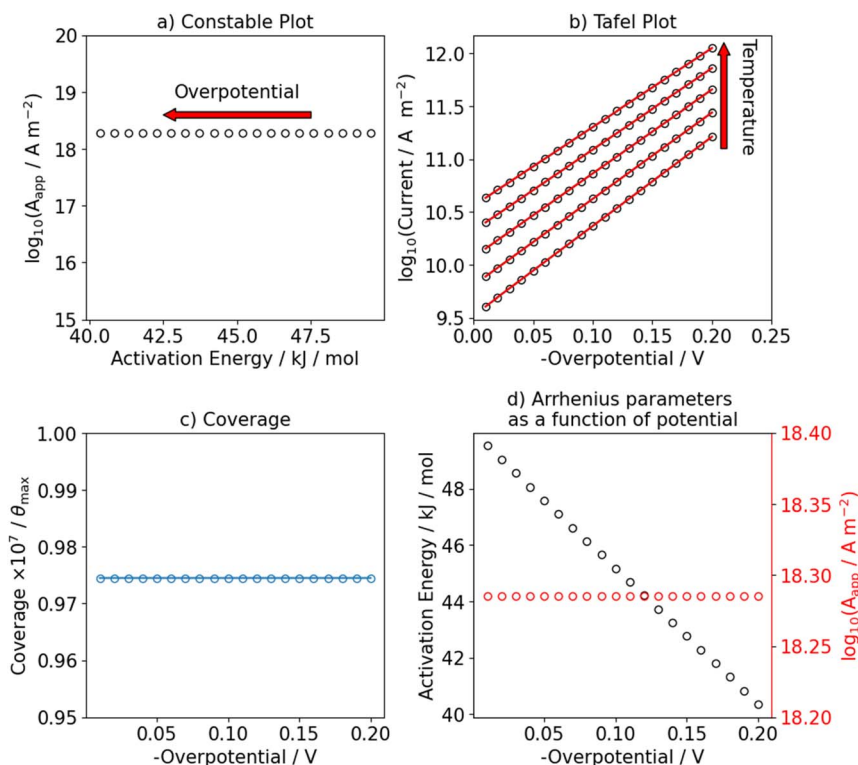 a) Constable Plot
20
19
18
17
16
15
log₁₀(A_app / A m⁻²)
Overpotential
40.0 42.5 45.0 47.5
Activation Energy / kJ / mol
b) Tafel Plot
12.0
11.5
11.0
10.5
10.0
9.5
log₁₀(Current / A  m⁻²)
Temperature
0.00 0.05 0.10 0.15 0.20 0.25
-Overpotential / V
c) Coverage
1.00
0.99
0.98
0.97
0.96
0.95
Coverage ×10⁷ / θ_max
0.05 0.10 0.15 0.20
-Overpotential / V
d) Arrhenius parameters
as a function of potential
48
46
44
42
40
Activation Energy / kJ / mol
18.40
18.35
18.30
18.25
18.20
log₁₀(A_app / A m⁻²)
0.05 0.10 0.15 0.20
-Overpotential / V